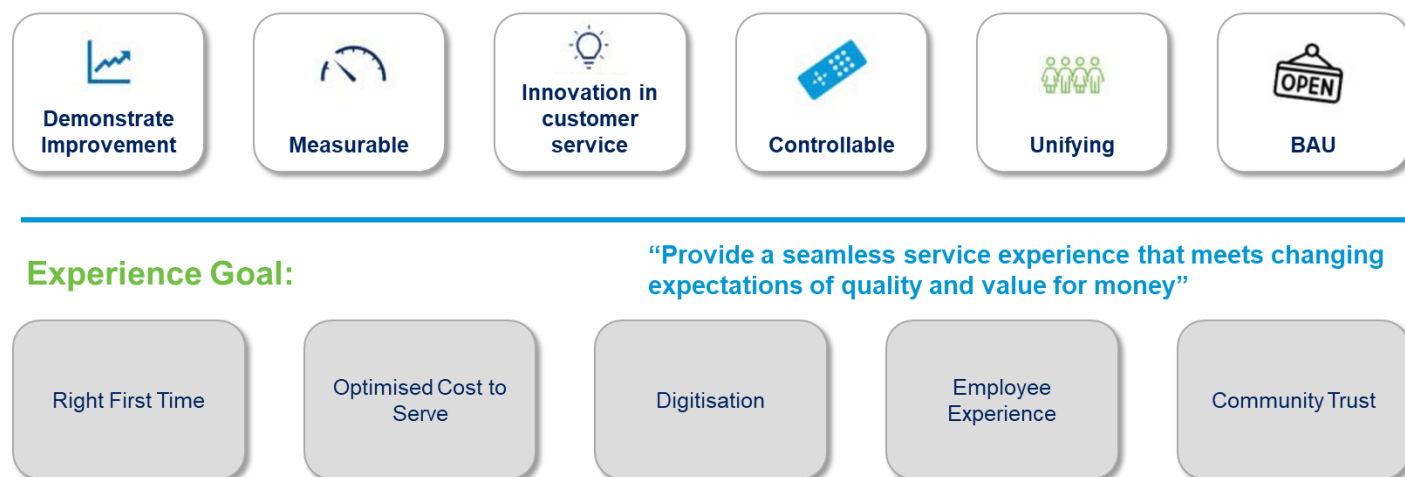 OPEN
Demonstrate
Improvement
Measurable
Innovation in
customer
service
Controllable
Unifying
BAU
Experience Goal:
“Provide a seamless service experience that meets changing
expectations of quality and value for money”
Right First Time
Optimised Cost to
Serve
Digitisation
Employee
Experience
Community Trust